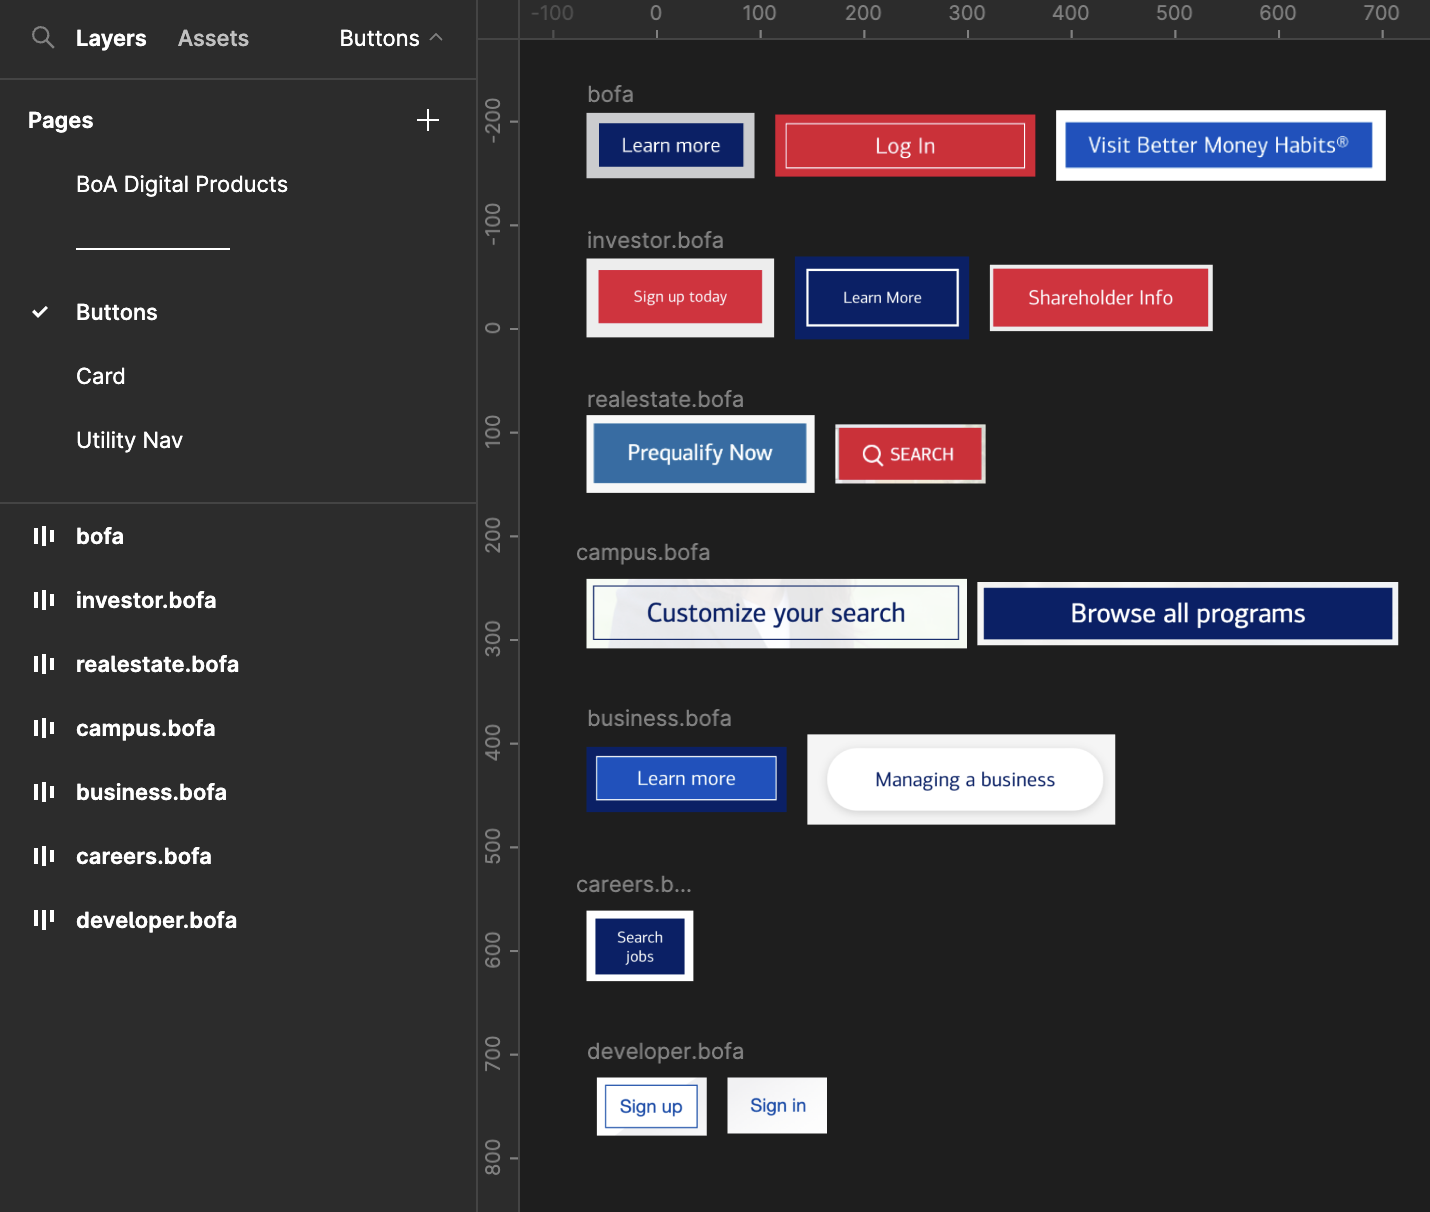 Layers Assets Buttons
Pages
BoA Digital Products
Buttons
Card
Utility Nav
bofa
investor.bofa
realestate.bofa
campus.bofa
business.bofa
careers.bofa
developer.bofa
-100 0 100 200 300 400 500 600 700
-200
-100
0
100
200
300
400
500
600
700
800
bofa
Learn more
Log In
Visit Better Money Habits®
investor.bofa
Sign up today
Learn More
Shareholder Info
realestate.bofa
Prequalify Now
SEARCH
campus.bofa
Customize your search
Browse all programs
business.bofa
Learn more
Managing a business
careers.b...
Search
jobs
developer.bofa
Sign up
Sign in